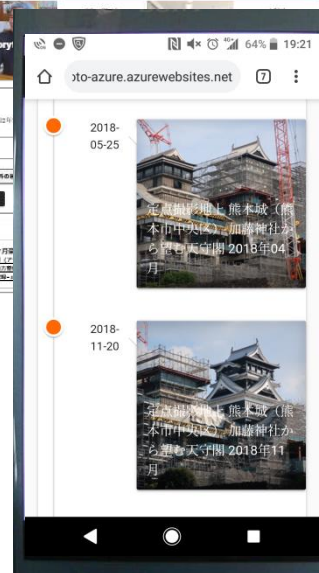 64% 19:21
oto-azure.azurewebsites.net 7
2018-
05-25
定点撮影地上 熊本城（熊
本市中央区）加藤神社か
ら望む天守閣 2018年04
月
2018-
11-20
定点撮影地上 熊本城（熊
本市中央区）加藤神社か
ら望む天守閣 2018年11
月